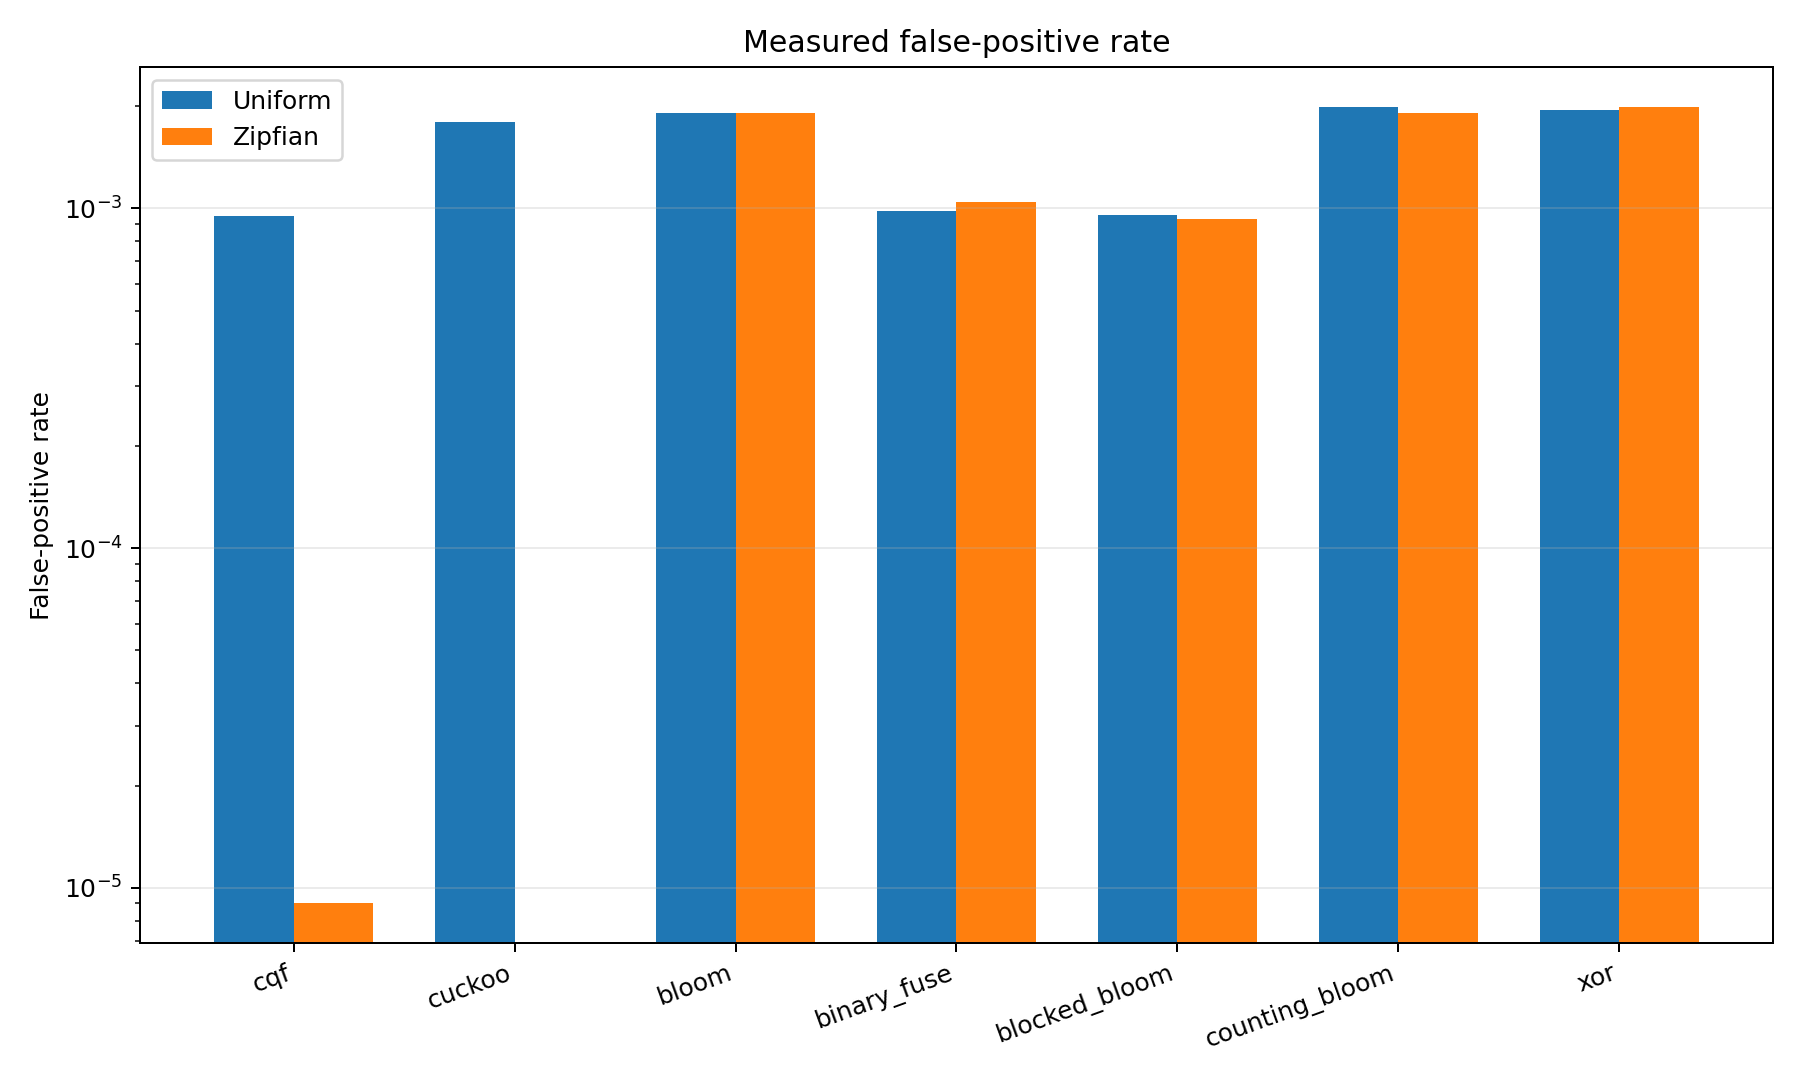 Measured false-positive rate
Uniform
Zipfian
False-positive rate
10⁻³
10⁻⁴
10⁻⁵
cqf
cuckoo
bloom
binary_fuse
blocked_bloom
counting_bloom
xor